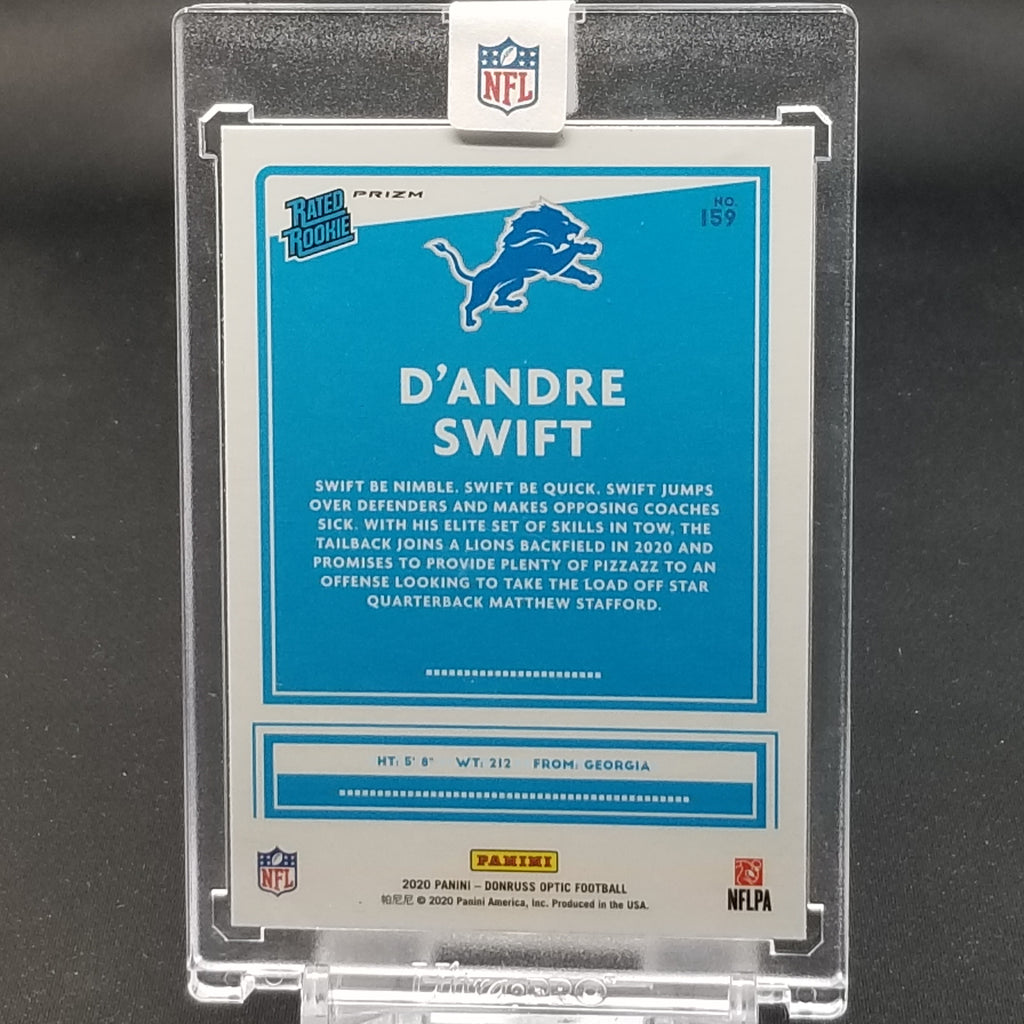 NFL
RATED
ROOKIE
PRIZM
NO.
159
D'ANDRE
SWIFT
SWIFT BE NIMBLE. SWIFT BE QUICK. SWIFT JUMPS
OVER DEFENDERS AND MAKES OPPOSING COACHES
SICK. WITH HIS ELITE SET OF SKILLS IN TOW, THE
TAILBACK JOINS A LIONS BACKFIELD IN 2020 AND
PROMISES TO PROVIDE PLENTY OF PIZZAZZ TO AN
OFFENSE LOOKING TO TAKE THE LOAD OFF STAR
QUARTERBACK MATTHEW STAFFORD.
HT: 5' 8" WT: 212 FROM: GEORGIA
NFL
PANINI
2020 PANINI – DONRUSS OPTIC FOOTBALL
帕尼尼 © 2020 Panini America, Inc. Produced in the USA.
NFLPA